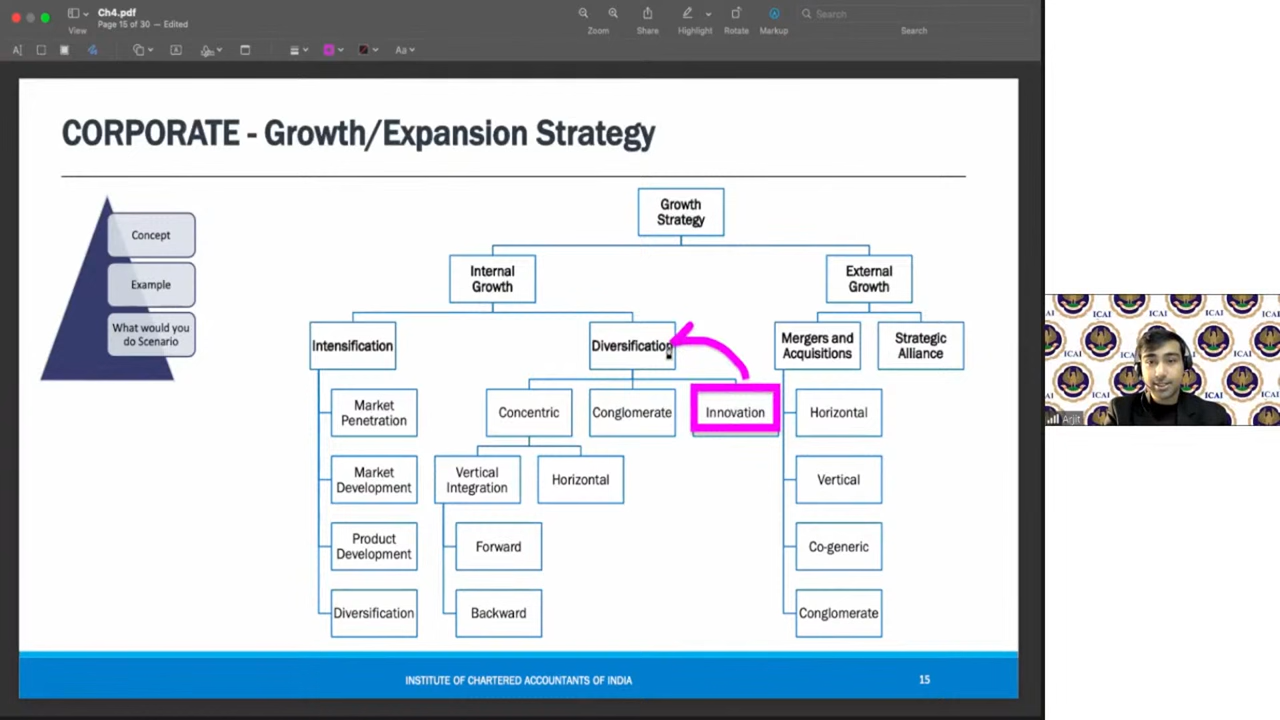 Ch4.pdf
Page 15 of 30 — Edited
View
Zoom
Share
Highlight
Rotate
Markup
Search
Search
CORPORATE - Growth/Expansion Strategy
Concept
Example
What would you
do Scenario
Growth
Strategy
Internal
Growth
External
Growth
Intensification
Diversification
Mergers and
Acquisitions
Strategic
Alliance
Market
Penetration
Concentric
Conglomerate
Innovation
Horizontal
Market
Development
Vertical
Integration
Horizontal
Vertical
Product
Development
Forward
Co-generic
Diversification
Backward
Conglomerate
INSTITUTE OF CHARTERED ACCOUNTANTS OF INDIA
15
ICAI
ICAI
Arjit